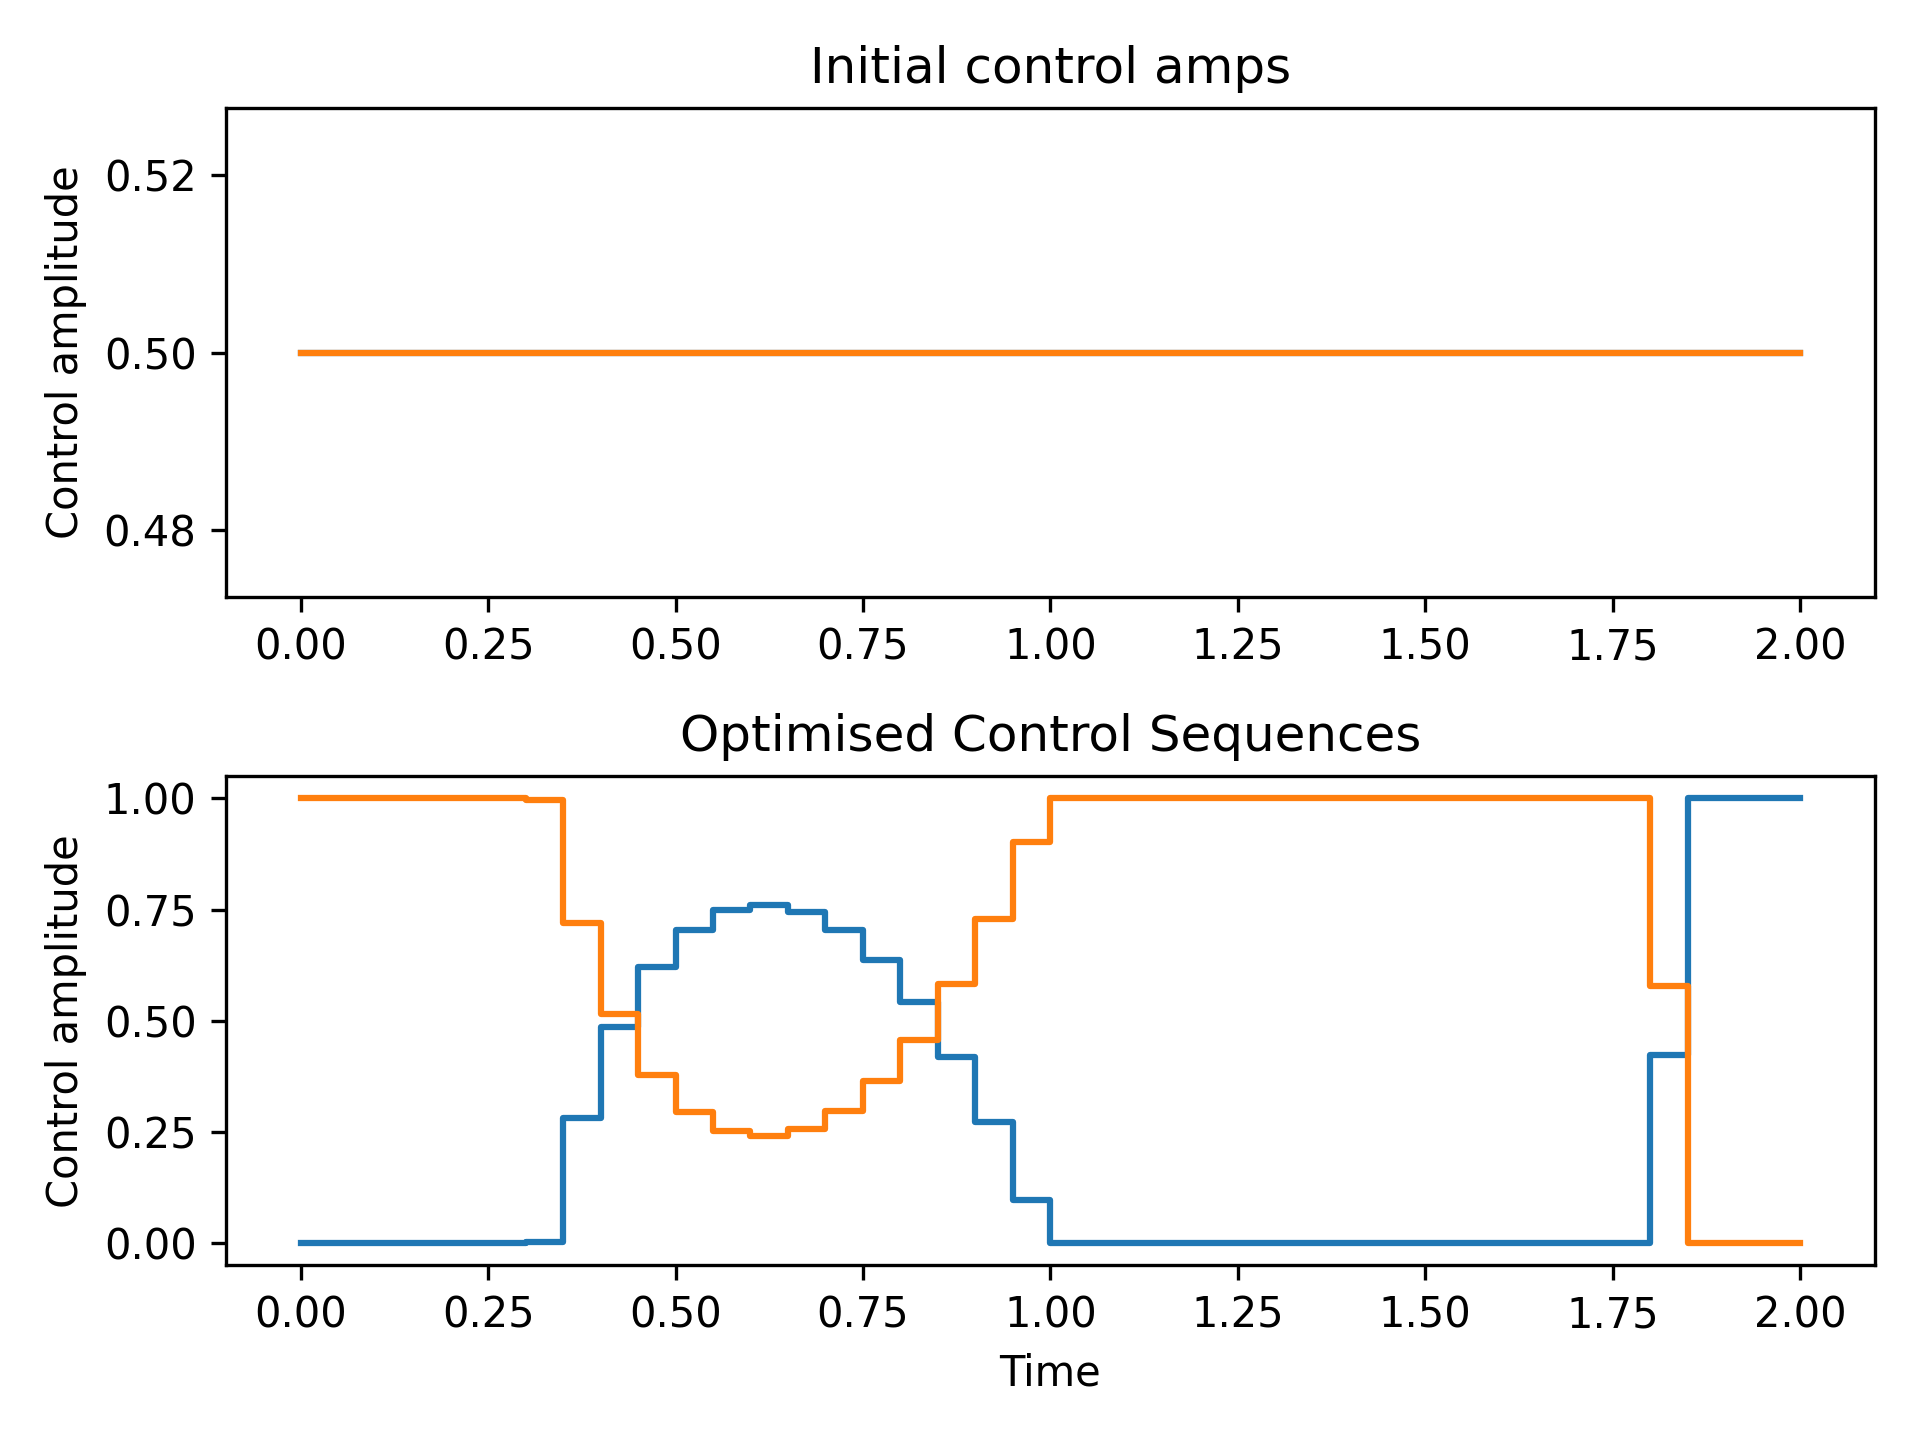 Initial control amps
Control amplitude
0.52
0.50
0.48
0.00 0.25 0.50 0.75 1.00 1.25 1.50 1.75 2.00
Optimised Control Sequences
Control amplitude
1.00
0.75
0.50
0.25
0.00
0.00 0.25 0.50 0.75 1.00 1.25 1.50 1.75 2.00
Time